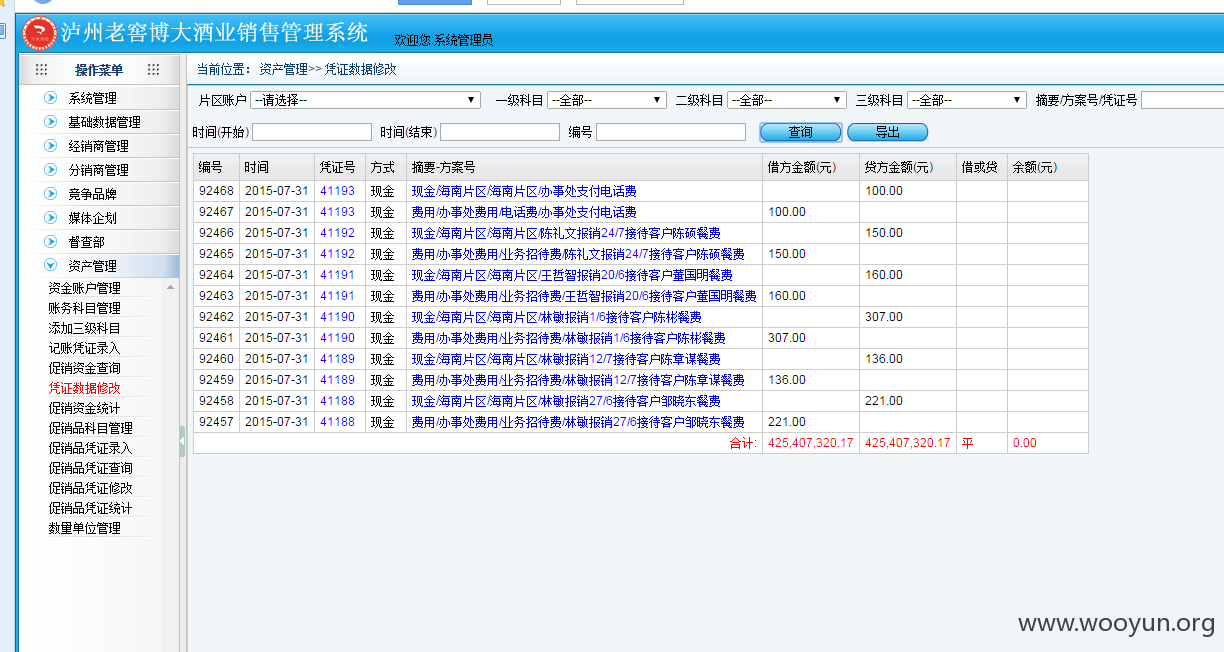 泸州老窖博大酒业销售管理系统 欢迎您:系统管理员
操作菜单
当前位置： 资产管理>> 凭证数据修改
系统管理
基础数据管理
经销商管理
分销商管理
竞争品牌
媒体企划
督查部
资产管理
资金账户管理
账务科目管理
添加三级科目
记账凭证录入
促销资金查询
凭证数据修改
促销资金统计
促销品科目管理
促销品凭证录入
促销品凭证查询
促销品凭证修改
促销品凭证统计
数量单位管理
片区账户 --请选择-- 一级科目 --全部-- 二级科目 --全部-- 三级科目 --全部-- 摘要/方案号/凭证号
时间(开始) 时间(结束) 编号 查询 导出
编号 时间 凭证号 方式 摘要-方案号 借方金额(元) 贷方金额(元) 借或贷 余额(元)
92468 2015-07-31 41193 现金 现金/海南片区/海南片区/办事处支付电话费 100.00
92467 2015-07-31 41193 现金 费用/办事处费用/电话费/办事处支付电话费 100.00
92466 2015-07-31 41192 现金 现金/海南片区/海南片区/陈礼文报销24/7接待客户陈硕餐费 150.00
92465 2015-07-31 41192 现金 费用/办事处费用/业务招待费/陈礼文报销24/7接待客户陈硕餐费 150.00
92464 2015-07-31 41191 现金 现金/海南片区/海南片区/王哲智报销20/6接待客户董国明餐费 160.00
92463 2015-07-31 41191 现金 费用/办事处费用/业务招待费/王哲智报销20/6接待客户董国明餐费 160.00
92462 2015-07-31 41190 现金 现金/海南片区/海南片区/林敏报销1/6接待客户陈彬餐费 307.00
92461 2015-07-31 41190 现金 费用/办事处费用/业务招待费/林敏报销1/6接待客户陈彬餐费 307.00
92460 2015-07-31 41189 现金 现金/海南片区/海南片区/林敏报销12/7接待客户陈章谋餐费 136.00
92459 2015-07-31 41189 现金 费用/办事处费用/业务招待费/林敏报销12/7接待客户陈章谋餐费 136.00
92458 2015-07-31 41188 现金 现金/海南片区/海南片区/林敏报销27/6接待客户邹晓东餐费 221.00
92457 2015-07-31 41188 现金 费用/办事处费用/业务招待费/林敏报销27/6接待客户邹晓东餐费 221.00
合计: 425,407,320.17 425,407,320.17 平 0.00
www.wooyun.org